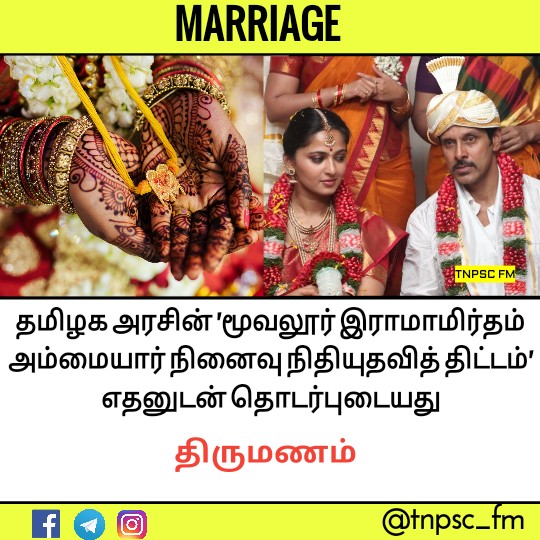 MARRIAGE
TNPSC FM
தமிழக அரசின் 'மூவலூர் இராமாமிர்தம்
அம்மையார் நினைவு நிதியுதவித் திட்டம்'
எதனுடன் தொடர்புடையது
திருமணம்
@tnpsc_fm